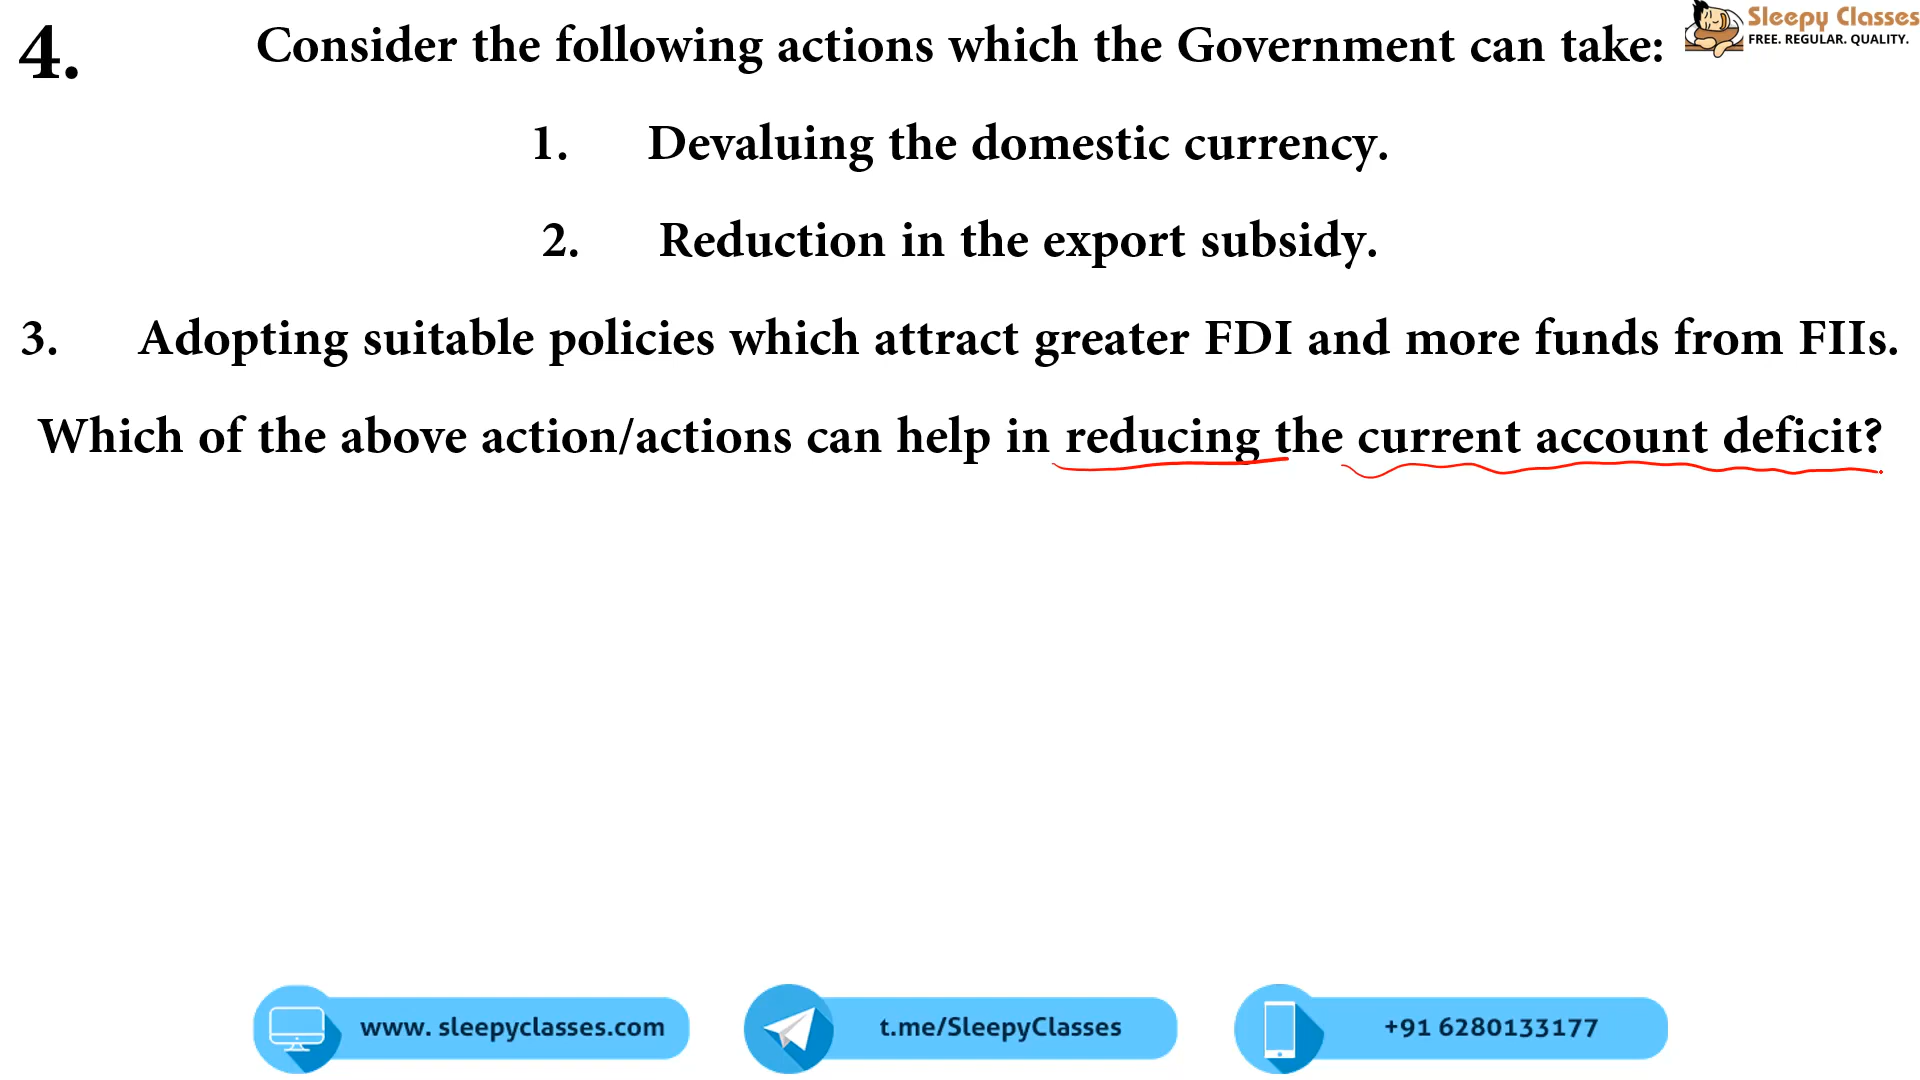 4. Consider the following actions which the Government can take:
Sleepy Classes
FREE. REGULAR. QUALITY.
1. Devaluing the domestic currency.
2. Reduction in the export subsidy.
3. Adopting suitable policies which attract greater FDI and more funds from FIIs.
Which of the above action/actions can help in reducing the current account deficit?
www. sleepyclasses.com
t.me/SleepyClasses
+91 6280133177